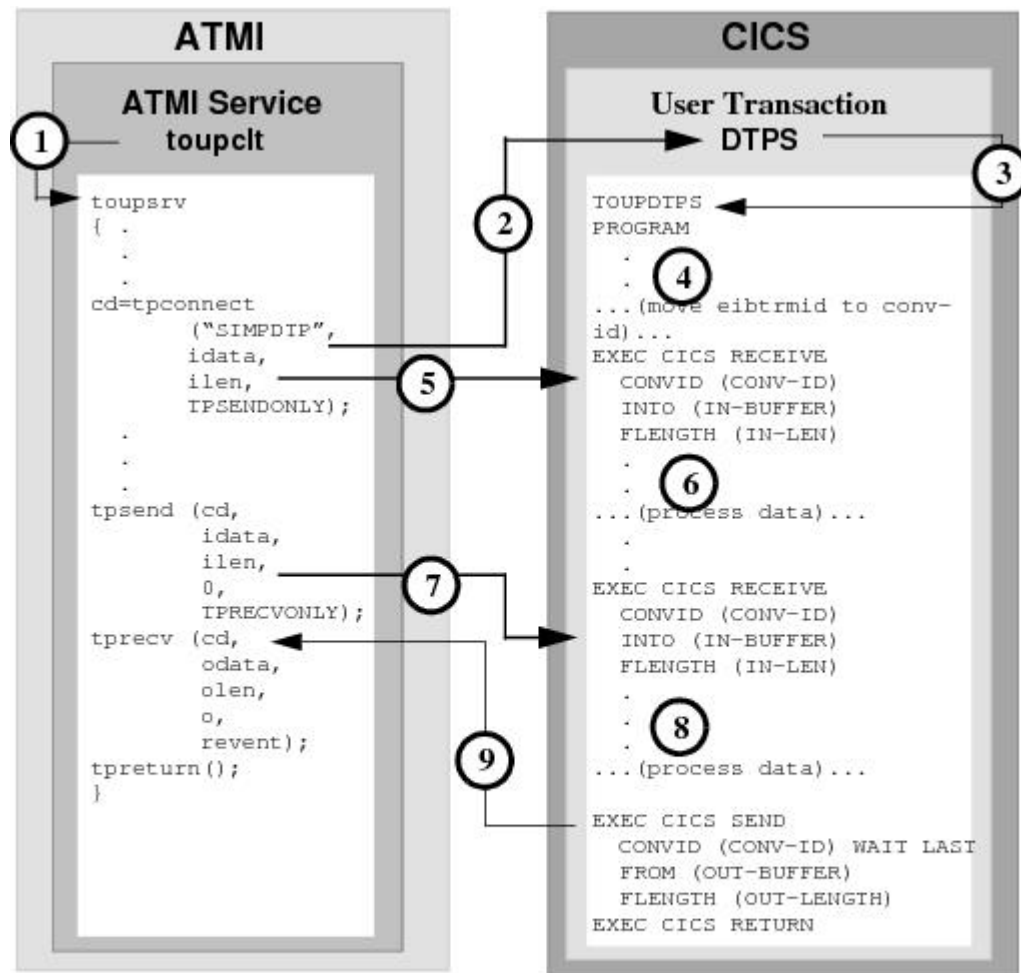 ATMI
ATMI Service
toupclt
1
toupsrv
{ .
.
.
cd=tpconnect
(“SIMPDTP”,
idata,
ilen,
TPSENDONLY);
.
.
.
tpsend (cd,
idata,
ilen,
0,
TPRECVONLY);
tprecv (cd,
odata,
olen,
o,
revent);
tpreturn();
}
2
5
7
9
CICS
User Transaction
DTPS
3
TOUPDTPS
PROGRAM
.
.
4
...(move eibtrmid to conv-
id)...
EXEC CICS RECEIVE
CONVID (CONV-ID)
INTO (IN-BUFFER)
FLENGTH (IN-LEN)
.
.
6
...(process data)...
.
.
EXEC CICS RECEIVE
CONVID (CONV-ID)
INTO (IN-BUFFER)
FLENGTH (IN-LEN)
.
.
.
8
...(process data)...
EXEC CICS SEND
CONVID (CONV-ID) WAIT LAST
FROM (OUT-BUFFER)
FLENGTH (OUT-LENGTH)
EXEC CICS RETURN